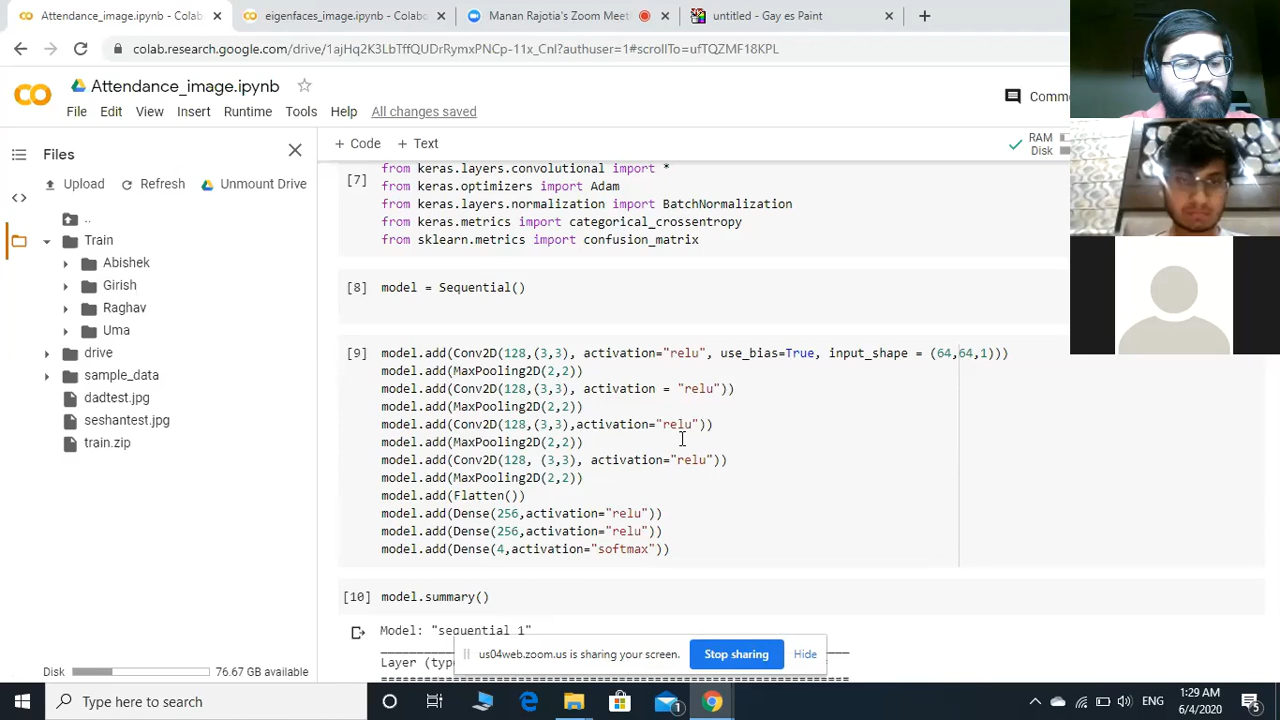 Attendance_image.ipynb - Colab
eigenfaces_image.ipynb - Colab
Manan Rajotia's Zoom Meet
untitled - Gay es Paint
colab.research.google.com/drive/1ajHq2K3LbTffQUDrRymxPNCp-11x_CnI?authuser=1#scrollTo=ufTQZMF18KPL
CO Attendance_image.ipynb
Comme
File Edit View Insert Runtime Tools Help All changes saved
Files
+ Code + Text
RAM
Disk
Upload Refresh Unmount Drive
..
Train
Abishek
Girish
Raghav
Uma
drive
sample_data
dadtest.jpg
seshantest.jpg
train.zip
Disk 76.67 GB available
from keras.layers.convolutional import *
[7] from keras.optimizers import Adam
from keras.layers.normalization import BatchNormalization
from keras.metrics import categorical_crossentropy
from sklearn.metrics import confusion_matrix
[8] model = Sequential()
[9] model.add(Conv2D(128,(3,3), activation="relu", use_bias=True, input_shape = (64,64,1)))
model.add(MaxPooling2D(2,2))
model.add(Conv2D(128,(3,3), activation = "relu"))
model.add(MaxPooling2D(2,2))
model.add(Conv2D(128,(3,3),activation="relu"))
model.add(MaxPooling2D(2,2))
model.add(Conv2D(128, (3,3), activation="relu"))
model.add(MaxPooling2D(2,2))
model.add(Flatten())
model.add(Dense(256,activation="relu"))
model.add(Dense(256,activation="relu"))
model.add(Dense(4,activation="softmax"))
[10] model.summary()
Model: "sequential_1"
Layer (typ
us04web.zoom.us is sharing your screen. Stop sharing Hide
Type here to search
ENG
1:29 AM
6/4/2020
1
5